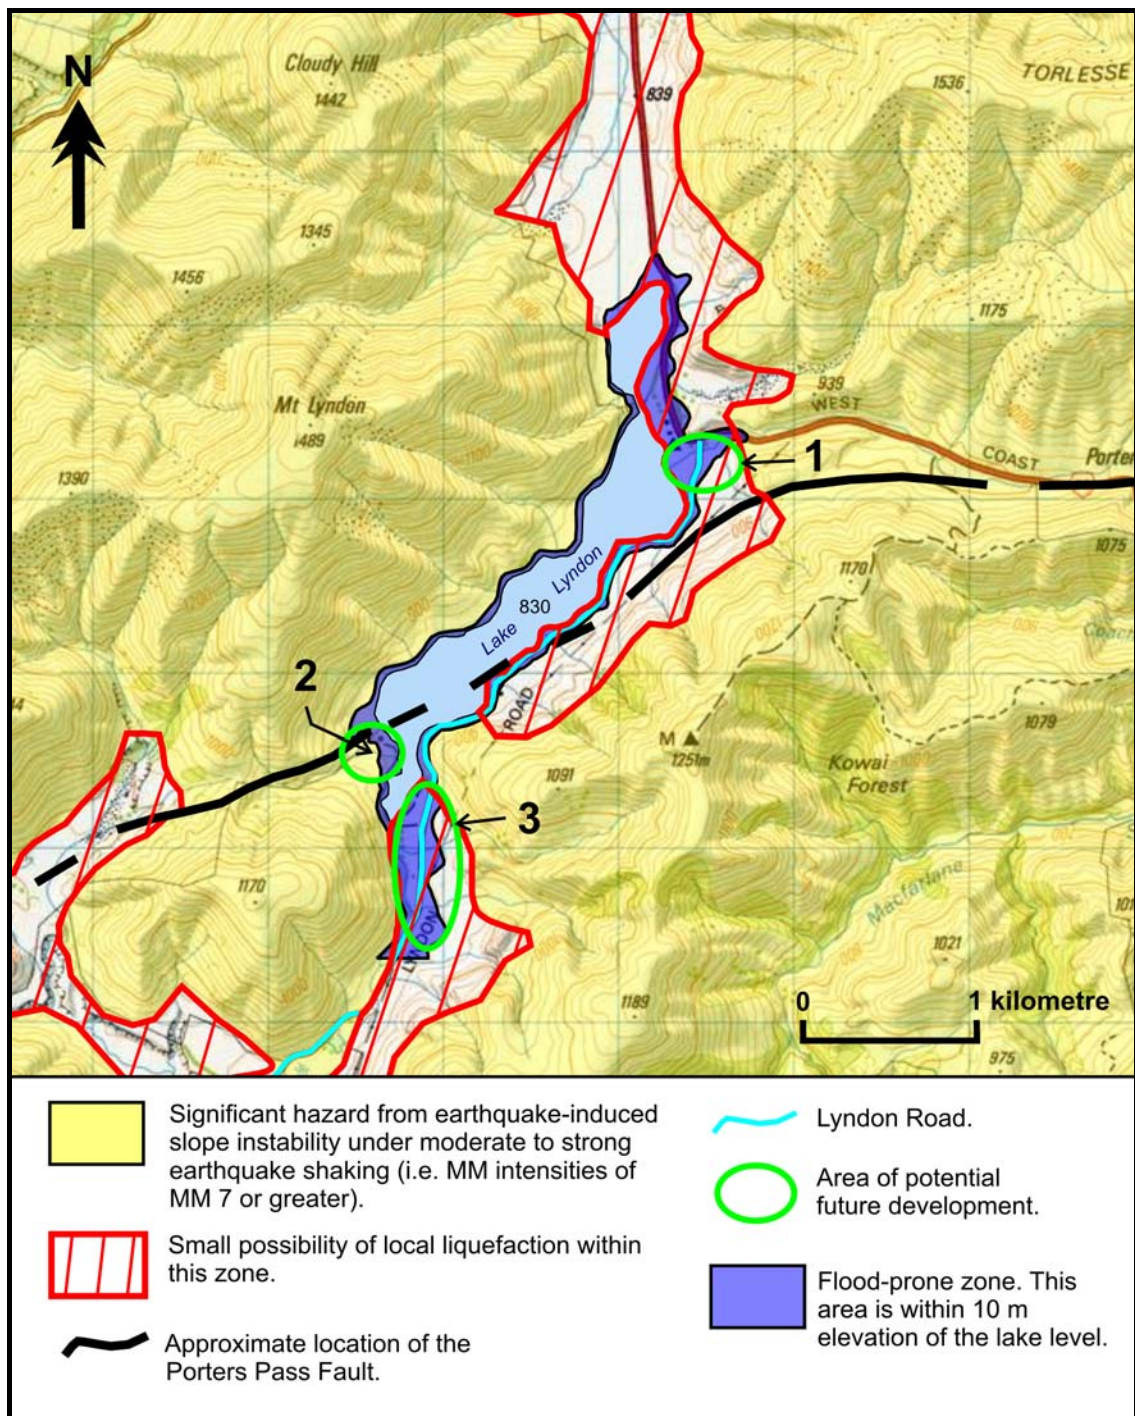 N
Cloudy Hill
1442
839
1536
TORLESSE
1345
1456
1175
Mt Lyndon
1489
939
WEST
COAST
Porter
1
1390
1075
1170
Lake Lyndon
830
900
2
ROAD
M
1251m
1079
Kowai
Forest
1091
3
1170
LYNDON
Macfarlane
1021
1189
975
0
1 kilometre
Significant hazard from earthquake-induced
slope instability under moderate to strong
earthquake shaking (i.e. MM intensities of
MM 7 or greater).
Small possibility of local liquefaction within
this zone.
Approximate location of the
Porters Pass Fault.
Lyndon Road.
Area of potential
future development.
Flood-prone zone. This
area is within 10 m
elevation of the lake level.